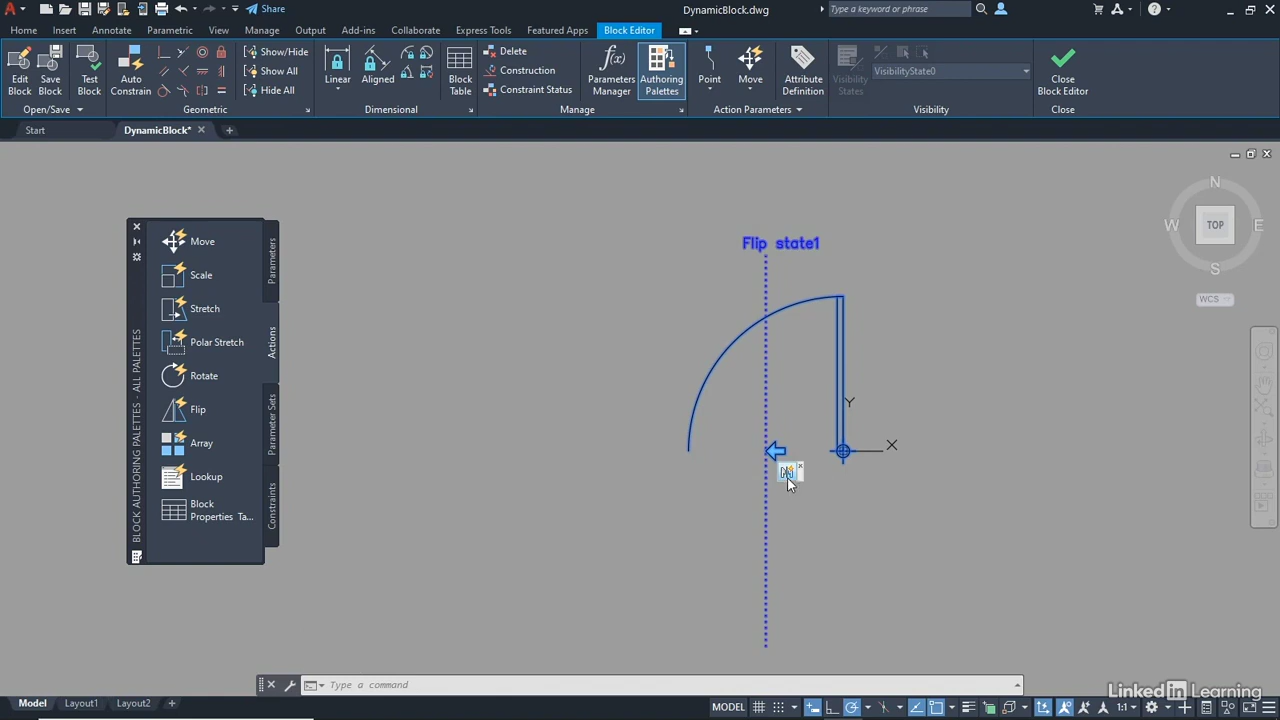 Share
DynamicBlock.dwg
Type a keyword or phrase
Home Insert Annotate Parametric View Manage Output Add-ins Collaborate Express Tools Featured Apps Block Editor
Edit Block
Save Block
Test Block
Auto Constrain
Show/Hide
Show All
Hide All
Linear
Aligned
Block Table
Delete
Construction
Constraint Status
Parameters Manager
Authoring Palettes
Point
Move
Attribute Definition
Visibility States
VisibilityState0
Close Block Editor
Open/Save Geometric Dimensional Manage Action Parameters Visibility Close
Start DynamicBlock*
N
W TOP E
S
WCS
Flip state1
Y
X
BLOCK AUTHORING PALETTES - ALL PALETTES
Move
Scale
Stretch
Polar Stretch
Rotate
Flip
Array
Lookup
Block
Properties Ta...
Parameters
Actions
Parameter Sets
Constraints
Type a command
Model Layout1 Layout2
MODEL
1:1
LinkedIn Learning